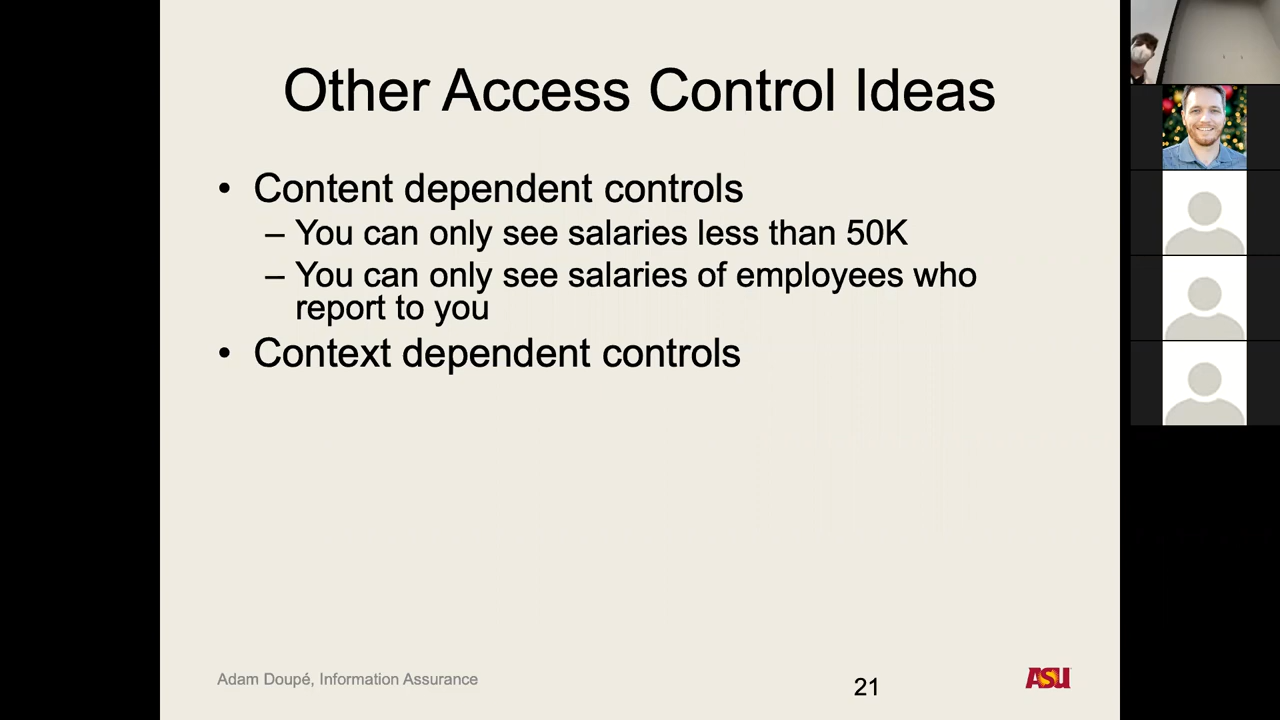 Other Access Control Ideas
• Content dependent controls
– You can only see salaries less than 50K
– You can only see salaries of employees who
report to you
• Context dependent controls
Adam Doupé, Information Assurance
21
ASU